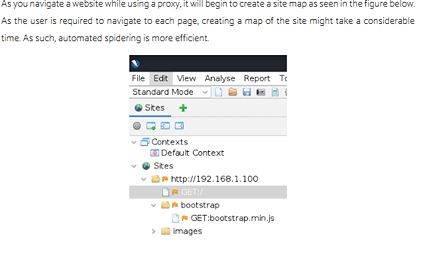 As you navigate a website while using a proxy, it will begin to create a site map as seen in the figure below.
As the user is required to navigate to each page, creating a map of the site might take a considerable
time. As such, automated spidering is more efficient.
File Edit View Analyse Report
Standard Mode
Sites
Contexts
Default Context
Sites
http://192.168.1.100
GET:/
bootstrap
GET:bootstrap.min.js
images